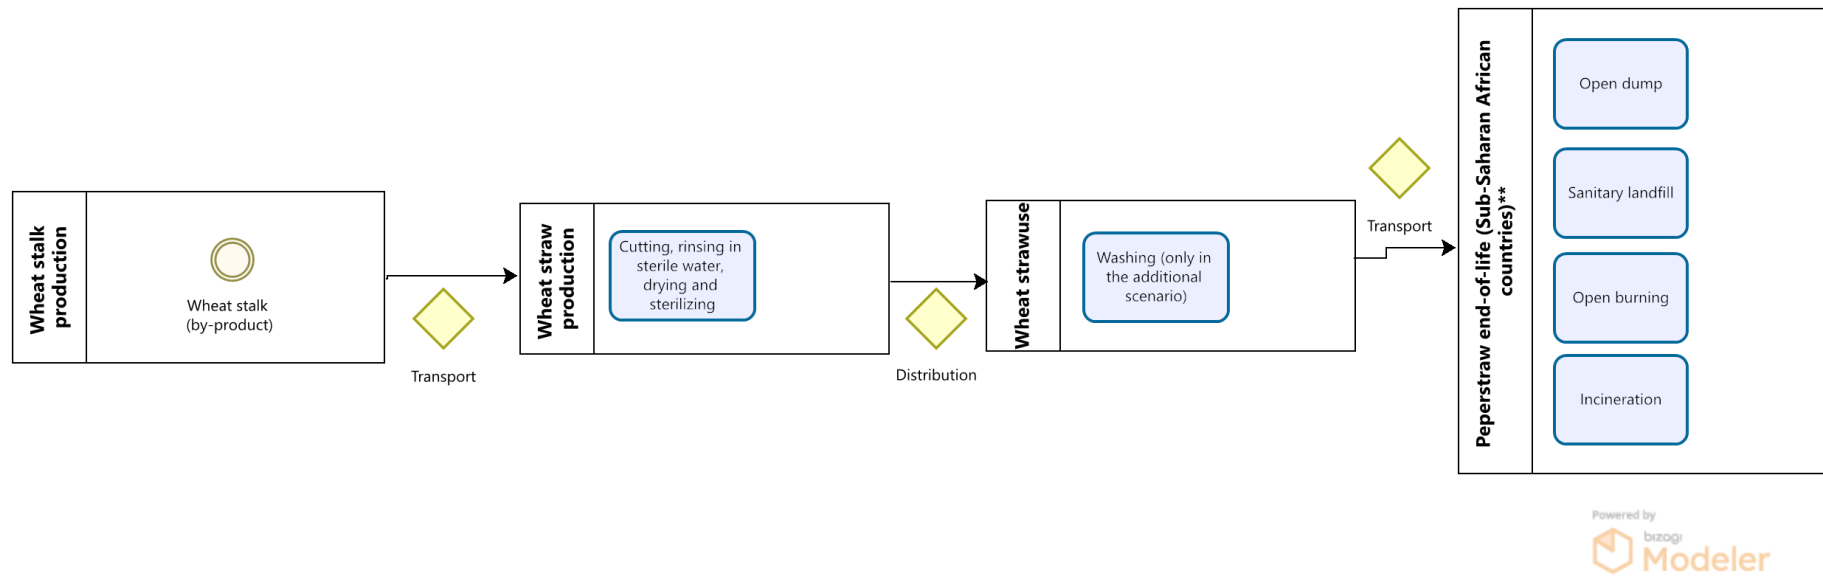 Wheat stalk
production
Wheat stalk
(by-product)
Transport
Wheat straw
production
Cutting, rinsing in
sterile water,
drying and
sterilizing
Distribution
Wheat strawuse
Washing (only in
the additional
scenario)
Transport
Peperstraw end-of-life (Sub-Saharan African
countries)**
Open dump
Sanitary landfill
Open burning
Incineration
Powered by
bizagi
Modeler